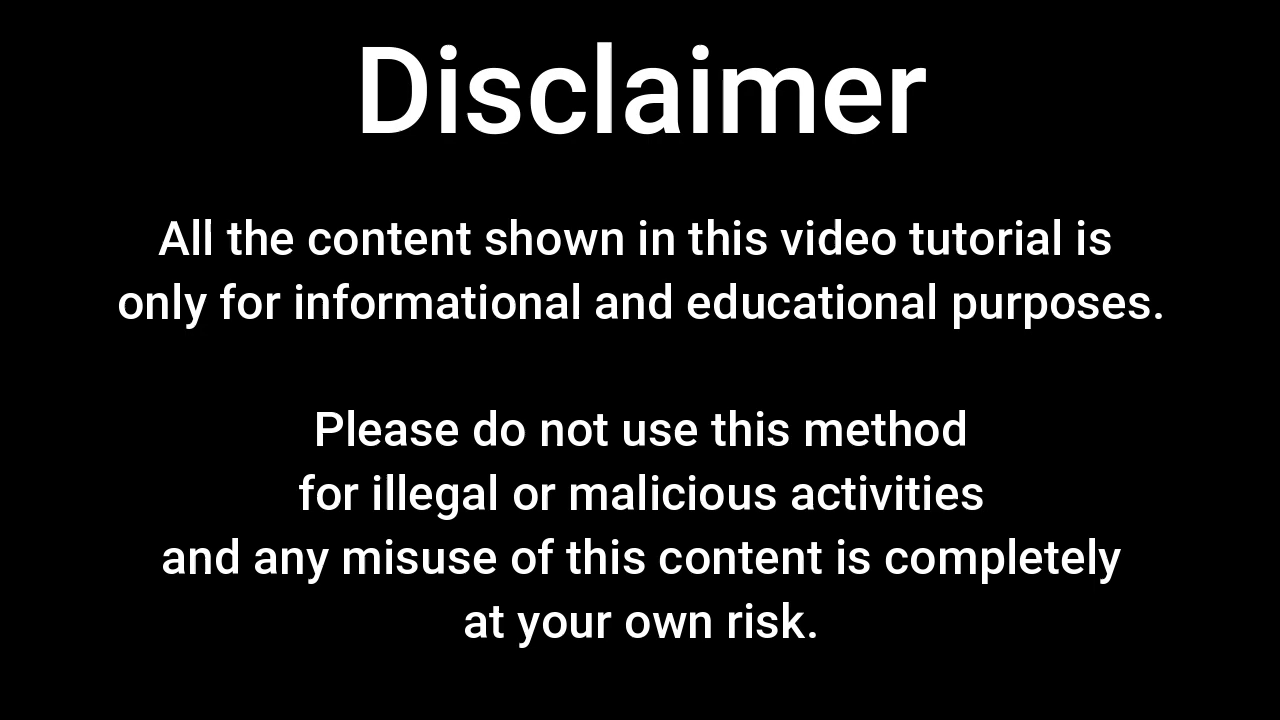 Disclaimer
All the content shown in this video tutorial is
only for informational and educational purposes.
Please do not use this method
for illegal or malicious activities
and any misuse of this content is completely
at your own risk.